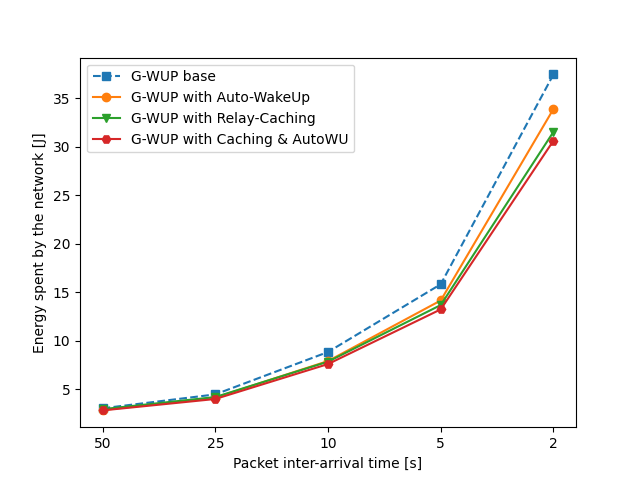 G-WUP base
G-WUP with Auto-WakeUp
G-WUP with Relay-Caching
G-WUP with Caching & AutoWU
Energy spent by the network [J]
35
30
25
20
15
10
5
50 25 10 5 2
Packet inter-arrival time [s]